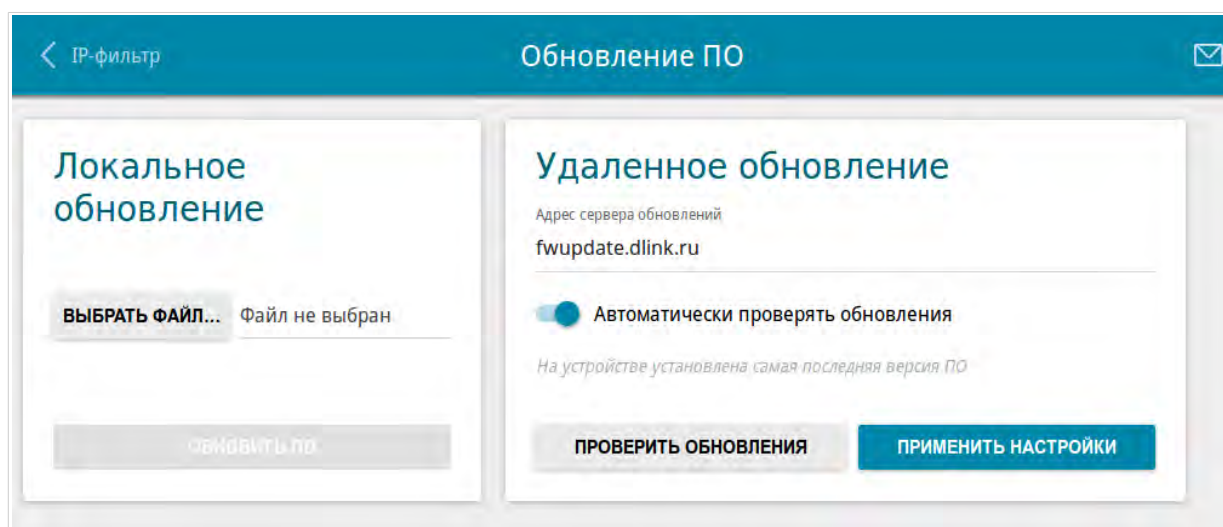 IP-фильтр
Обновление ПО
Локальное
обновление
ВЫБРАТЬ ФАЙЛ...
Файл не выбран
ОБНОВИТЬ ПО
Удаленное обновление
Адрес сервера обновлений
fwupdate.dlink.ru
Автоматически проверять обновления
На устройстве установлена самая последняя версия ПО
ПРОВЕРИТЬ ОБНОВЛЕНИЯ
ПРИМЕНИТЬ НАСТРОЙКИ